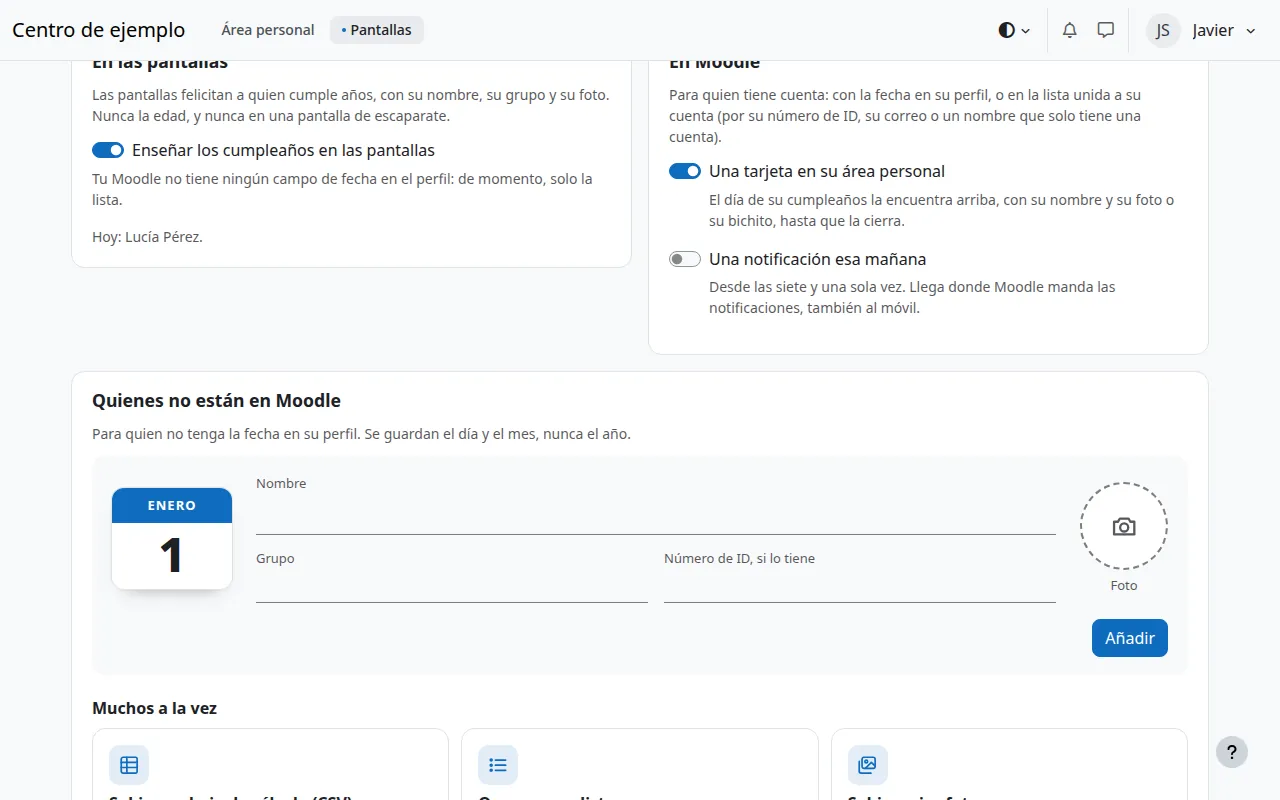 Centro de ejemplo
Área personal
Pantallas
JS
Javier
En las pantallas
Las pantallas felicitan a quien cumple años, con su nombre, su grupo y su foto.
Nunca la edad, y nunca en una pantalla de escaparate.
Enseñar los cumpleaños en las pantallas
Tu Moodle no tiene ningún campo de fecha en el perfil: de momento, solo la
lista.
Hoy: Lucía Pérez.
En Moodle
Para quien tiene cuenta: con la fecha en su perfil, o en la lista unida a su
cuenta (por su número de ID, su correo o un nombre que solo tiene una
cuenta).
Una tarjeta en su área personal
El día de su cumpleaños la encuentra arriba, con su nombre y su foto o
su bichito, hasta que la cierra.
Una notificación esa mañana
Desde las siete y una sola vez. Llega donde Moodle manda las
notificaciones, también al móvil.
Quienes no están en Moodle
Para quien no tenga la fecha en su perfil. Se guardan el día y el mes, nunca el año.
ENERO
1
Nombre
Grupo
Número de ID, si lo tiene
Foto
Añadir
Muchos a la vez
?